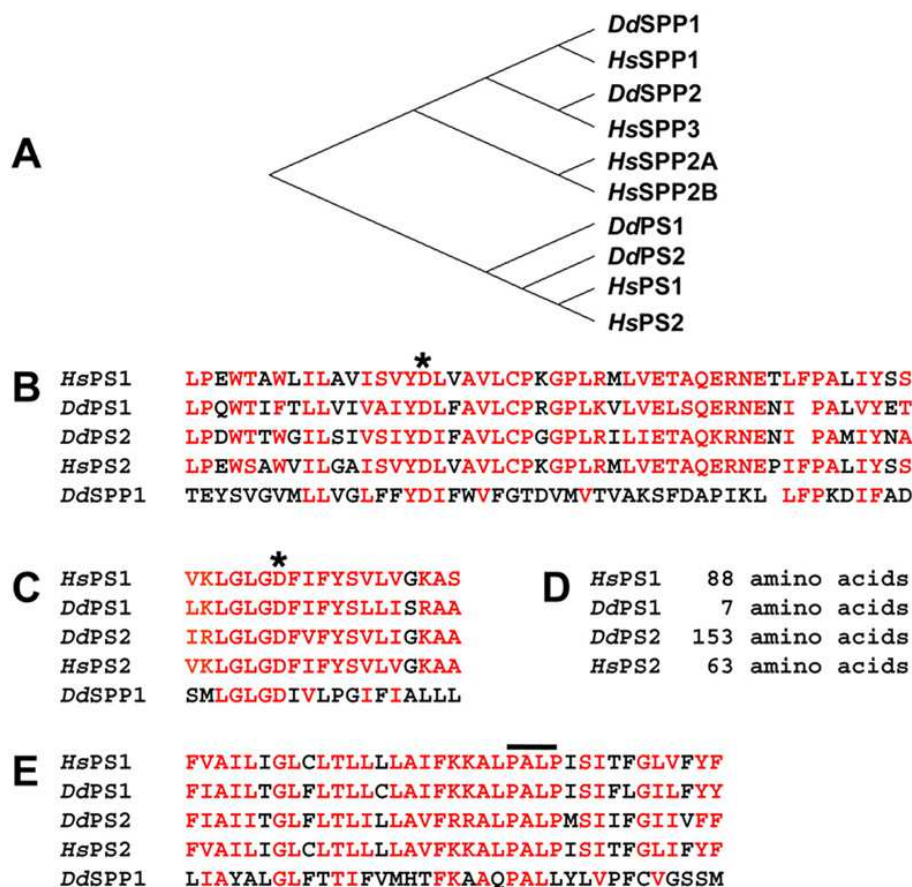 A
DdSPP1
HsSPP1
DdSPP2
HsSPP3
HsSPP2A
HsSPP2B
DdPS1
DdPS2
HsPS1
HsPS2
B
*
HsPS1 LPEWTAWLILAVISVYDLVAVLCPKGPLRMLVETAQERNETLFPALIYSS
DdPS1 LPQWTIFTLLVIVAIYDLFAVLCPRGPLKVLVELSQERNENI PALVYET
DdPS2 LPDWTTWGILSIVSIYDIFAVLCPGGPLRILIETAQKRNENI PAMIYNA
HsPS2 LPEWSAWVILGAISVYDLVAVLCPKGPLRMLVETAQERNEPIFPALIYSS
DdSPP1 TEYSVGVMLLVGLFFYDIFWVFGTDVMVTVAKSFDAPIKL LFPKDIFAD
C
*
HsPS1 VKLGLGDFIFYSVLVGKAS
DdPS1 LKLGLGDFIFYSLLISRAA
DdPS2 IRLGLGDFVFYSLLIGKAA
HsPS2 VKLGLGDFIFYSVLVGKAA
DdSPP1 SMLGLGDIVLPGIFIALLL
D
HsPS1 88 amino acids
DdPS1 7 amino acids
DdPS2 153 amino acids
HsPS2 63 amino acids
E
HsPS1 FVAILIGLCLTLLLLAIFKKALPALPISITFGLVFYF
DdPS1 FIAILTGLFLTLLCLAIFKKALPALPISIFLGILFYY
DdPS2 FIAIITGLFLTLILLAVFRRALPALPMSIIFGIIVFF
HsPS2 FVAILIGLCLTLLLLAVFKKALPALPISITFGLIFYF
DdSPP1 LIAYALGLFTTIFVMHTFKAAQPALLYLVPFCVGSSM